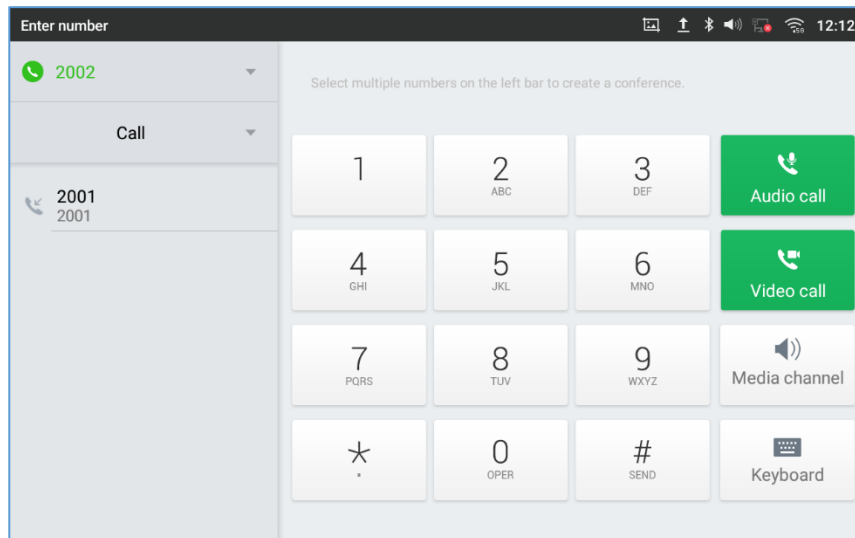 Enter number
12:12
2002
Call
2001
2001
Select multiple numbers on the left bar to create a conference.
1
2
ABC
3
DEF
Audio call
4
GHI
5
JKL
6
MNO
Video call
7
PQRS
8
TUV
9
WXYZ
Media channel
*
.
0
OPER
#
SEND
Keyboard